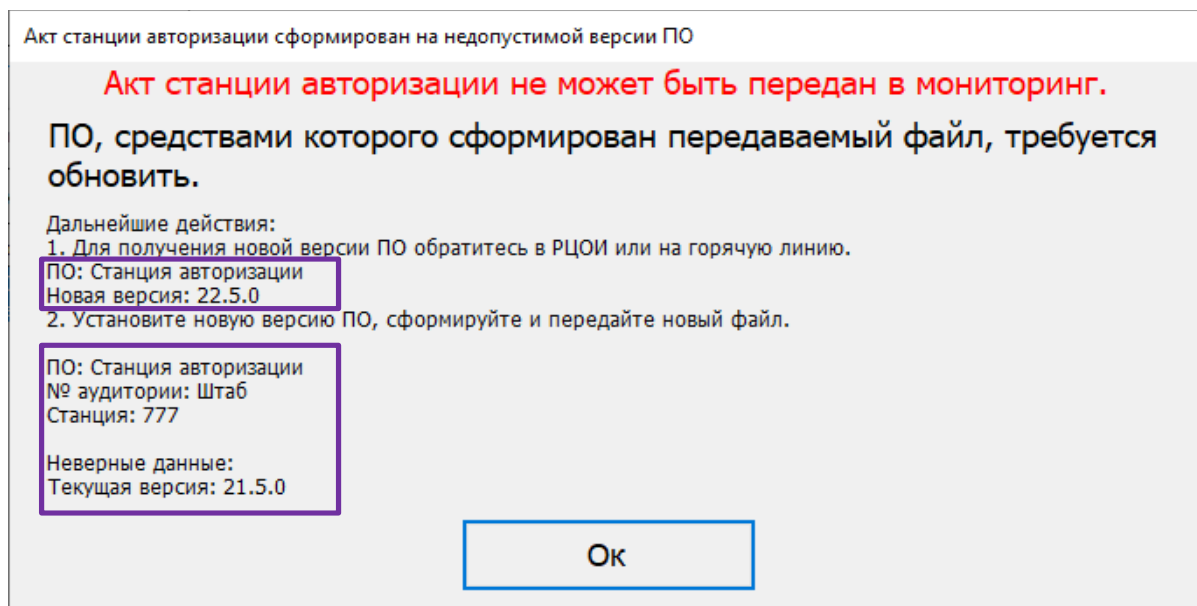 Акт станции авторизации сформирован на недопустимой версии ПО
Акт станции авторизации не может быть передан в мониторинг.
ПО, средствами которого сформирован передаваемый файл, требуется
обновить.
Дальнейшие действия:
1. Для получения новой версии ПО обратитесь в РЦОИ или на горячую линию.
ПО: Станция авторизации
Новая версия: 22.5.0
2. Установите новую версию ПО, сформируйте и передайте новый файл.
ПО: Станция авторизации
№ аудитории: Штаб
Станция: 777
Неверные данные:
Текущая версия: 21.5.0
Ок